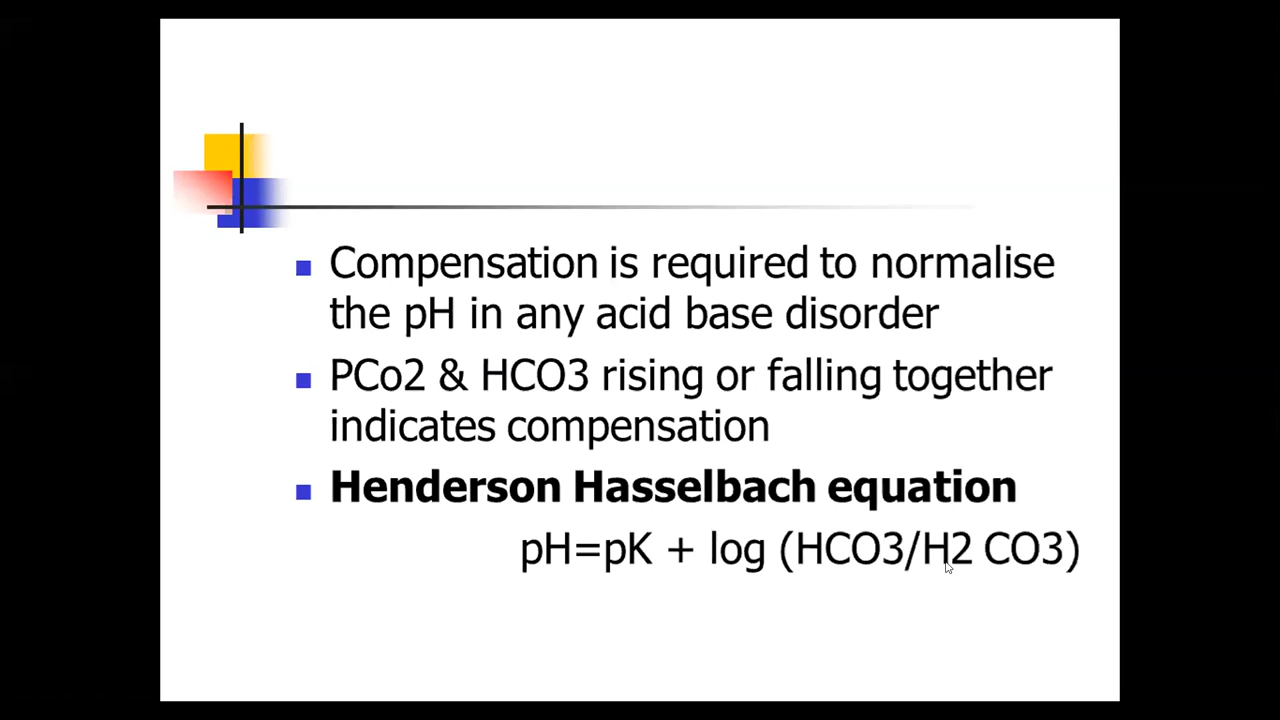 Compensation is required to normalise
the pH in any acid base disorder
PCo2 & HCO3 rising or falling together
indicates compensation
Henderson Hasselbach equation
pH=pK + log (HCO3/H2 CO3)